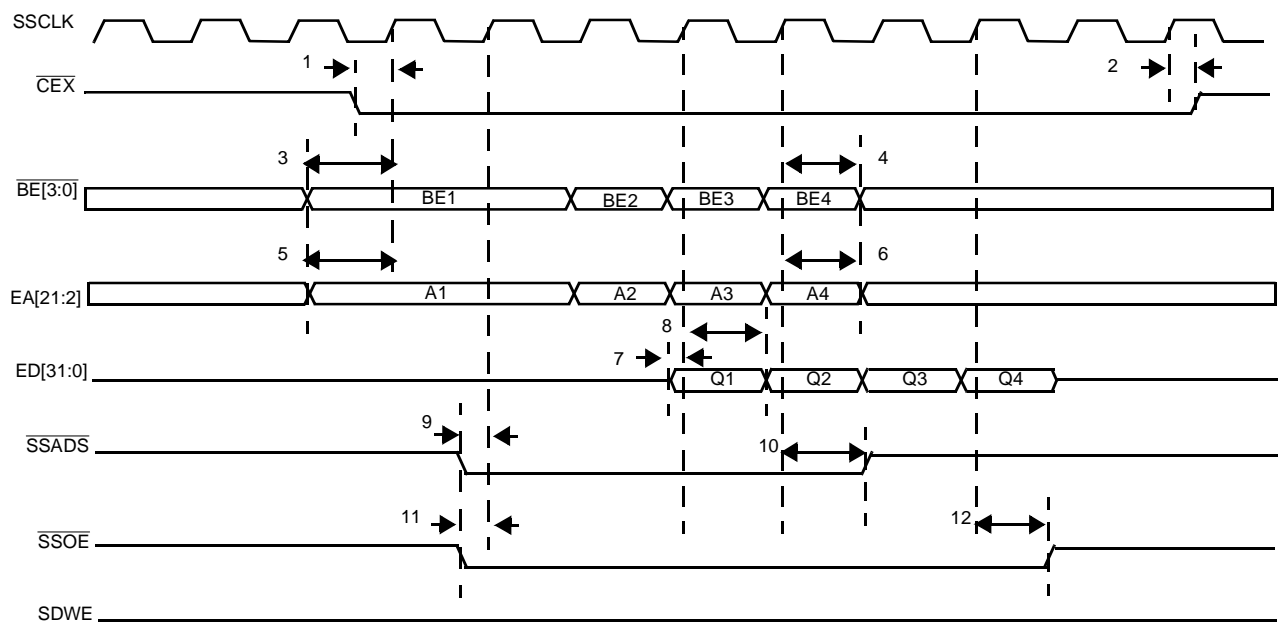 SSCLK
1
2
CEX
3
4
BE[3:0]
BE1
BE2
BE3
BE4
5
6
EA[21:2]
A1
A2
A3
A4
8
7
ED[31:0]
Q1
Q2
Q3
Q4
9
10
SSADS
11
12
SSOE
SDWE